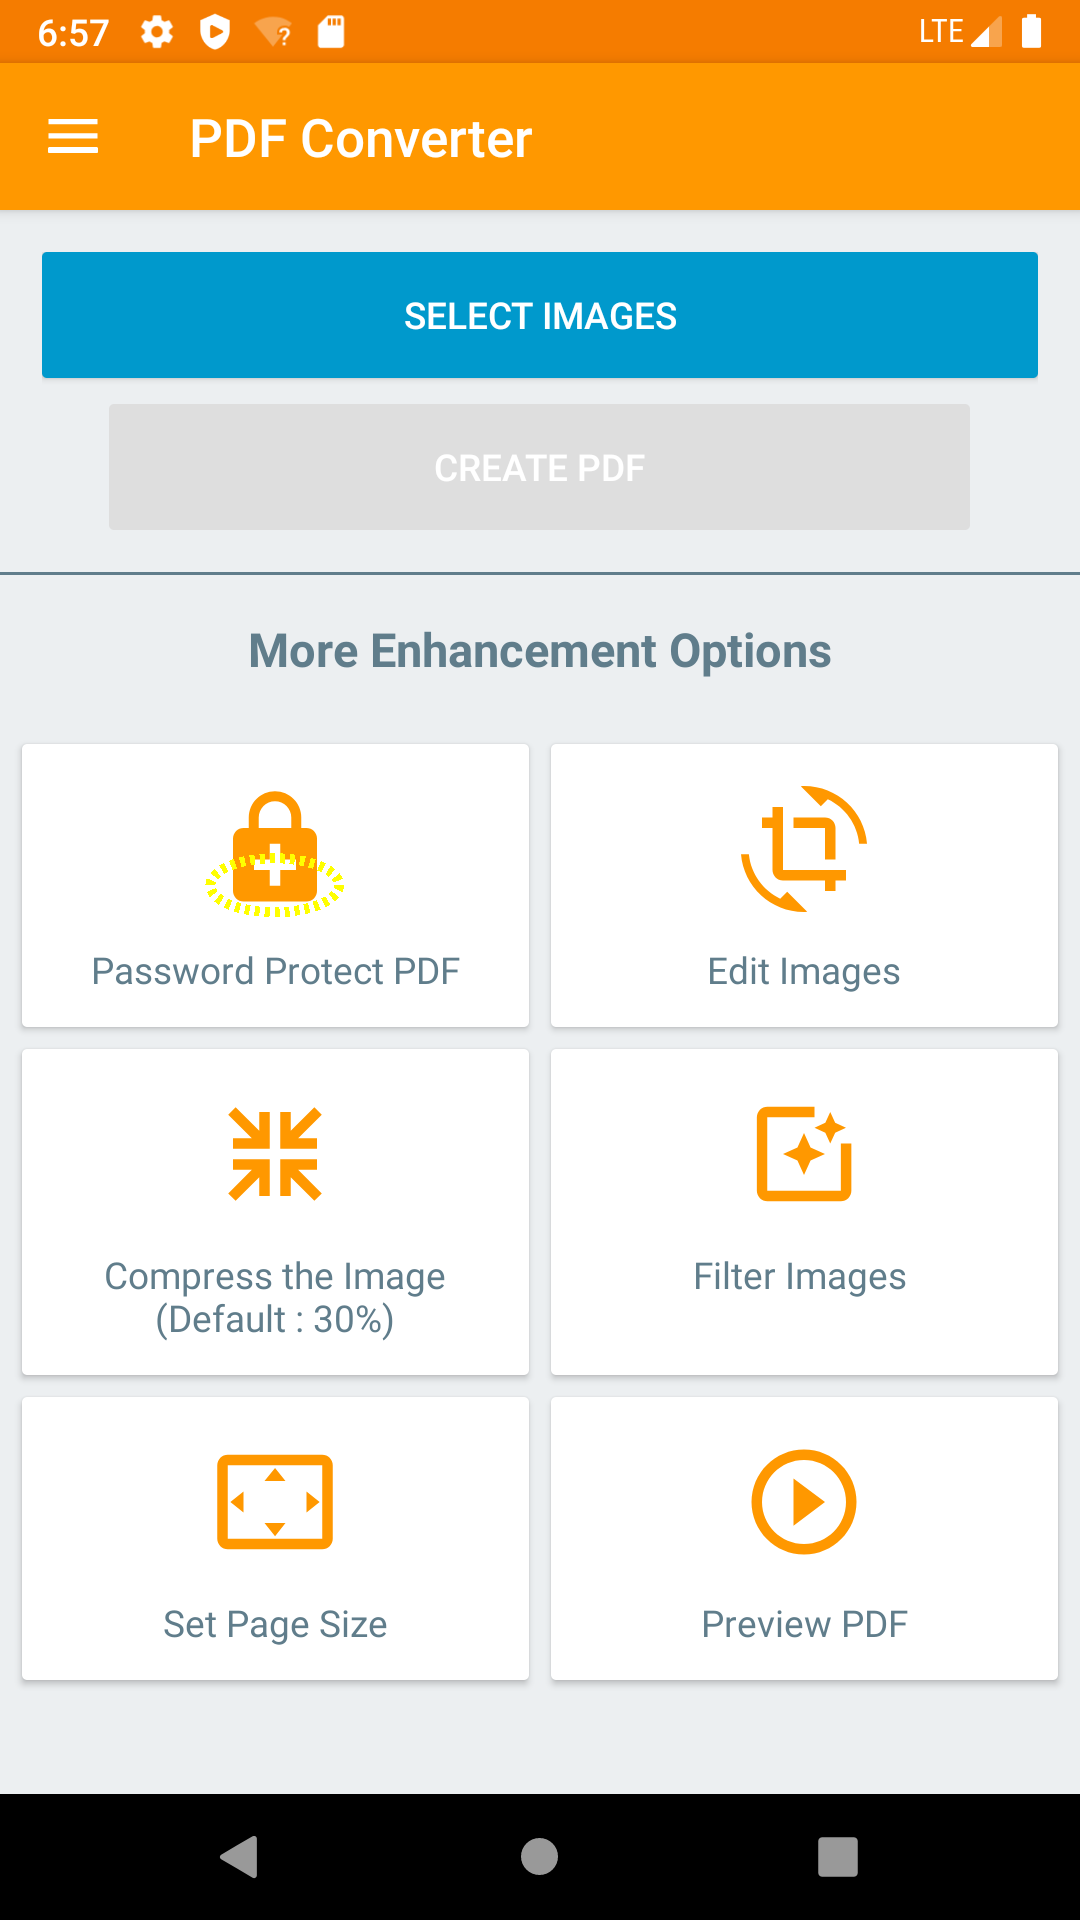 6:57
LTE
PDF Converter
SELECT IMAGES
CREATE PDF
More Enhancement Options
Password Protect PDF
Edit Images
Compress the Image
(Default : 30%)
Filter Images
Set Page Size
Preview PDF